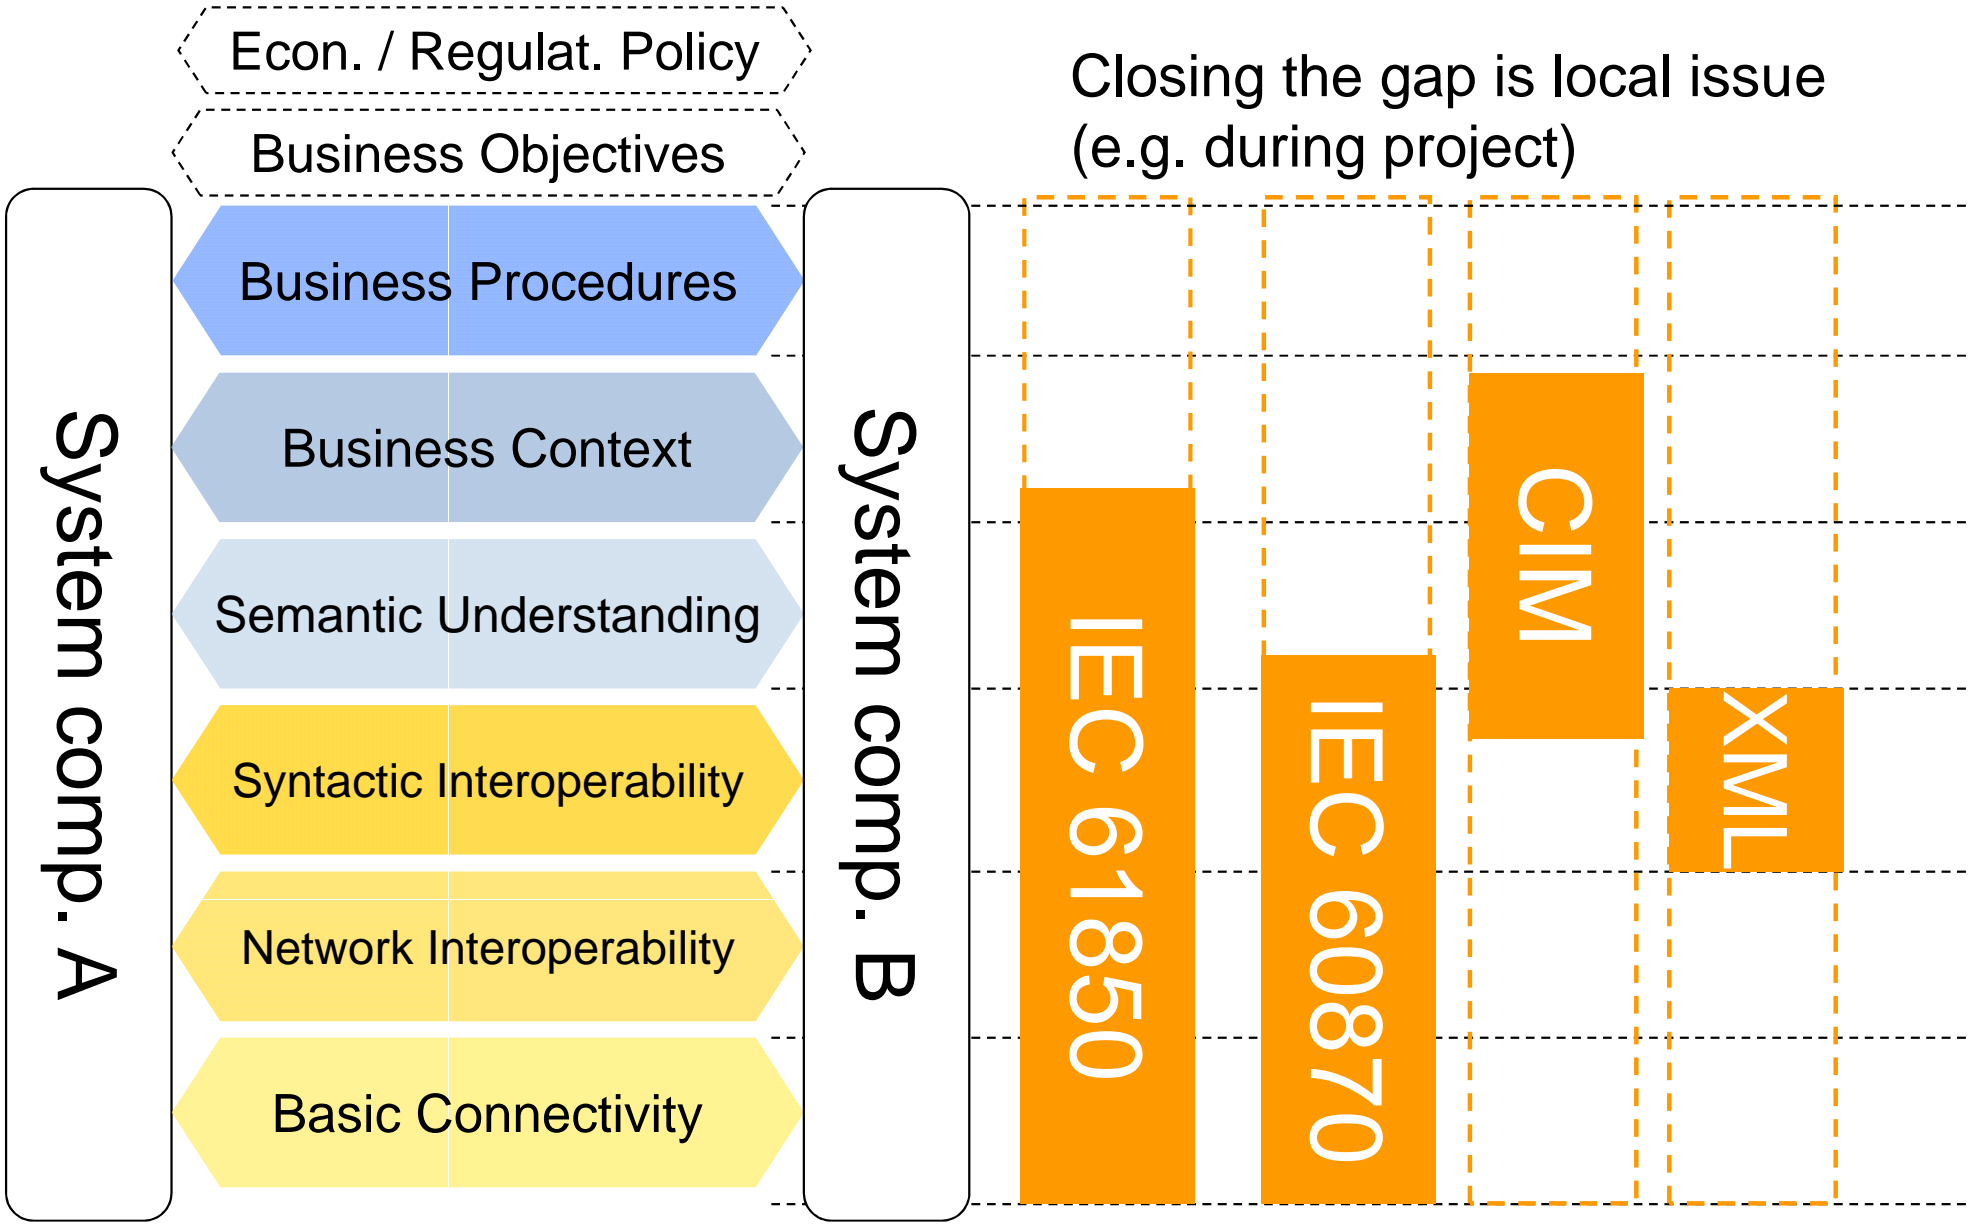 Econ. / Regulat. Policy
Business Objectives
Closing the gap is local issue
(e.g. during project)
System comp. A
Business Procedures
Business Context
Semantic Understanding
Syntactic Interoperability
Network Interoperability
Basic Connectivity
System comp. B
IEC 61850
IEC 60870
CIM
XML